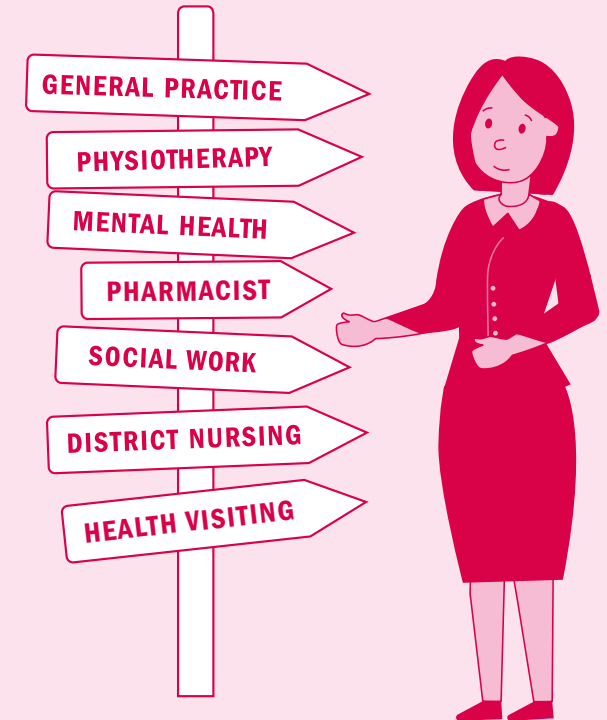 GENERAL PRACTICE
PHYSIOTHERAPY
MENTAL HEALTH
PHARMACIST
SOCIAL WORK
DISTRICT NURSING
HEALTH VISITING